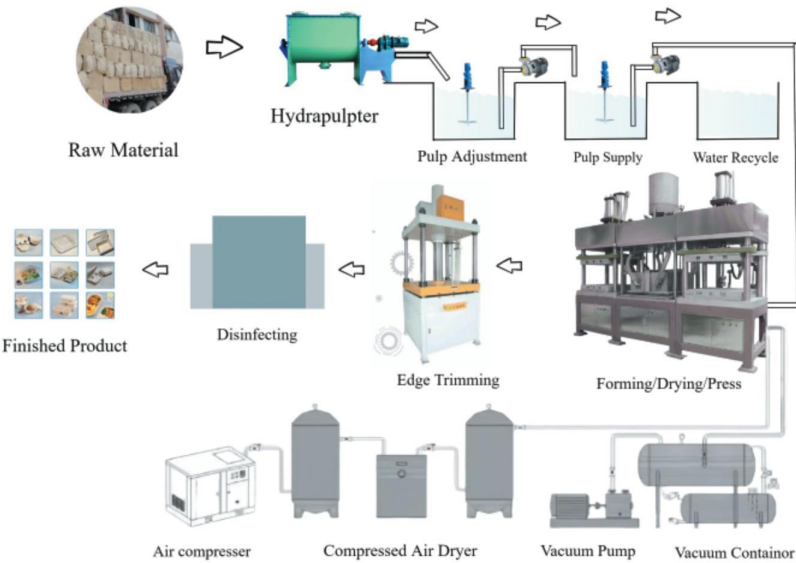 Raw Material
Hydrapulpter
Pulp Adjustment
Pulp Supply
Water Recycle
Finished Product
Disinfecting
Edge Trimming
Forming/Drying/Press
Air compresser
Compressed Air Dryer
Vacuum Pump
Vacuum Containor